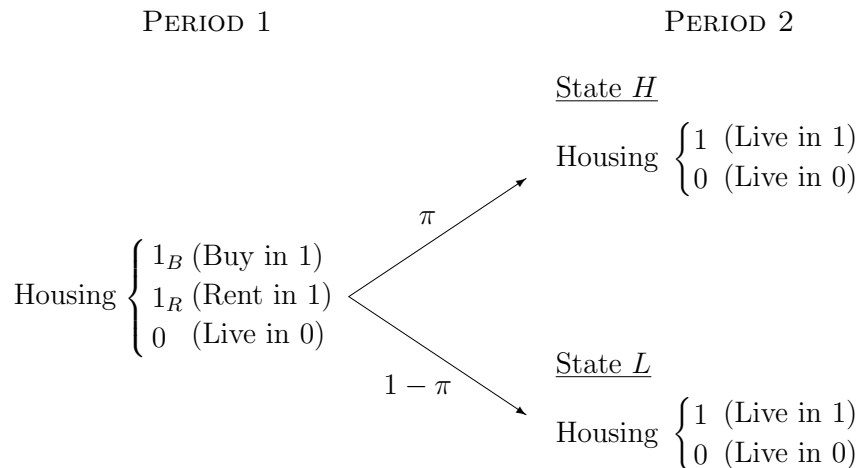 PERIOD 1
PERIOD 2
State H
Housing { 1 (Live in 1)
0 (Live in 0)
π
Housing { 1_B (Buy in 1)
1_R (Rent in 1)
0 (Live in 0)
1 − π
State L
Housing { 1 (Live in 1)
0 (Live in 0)